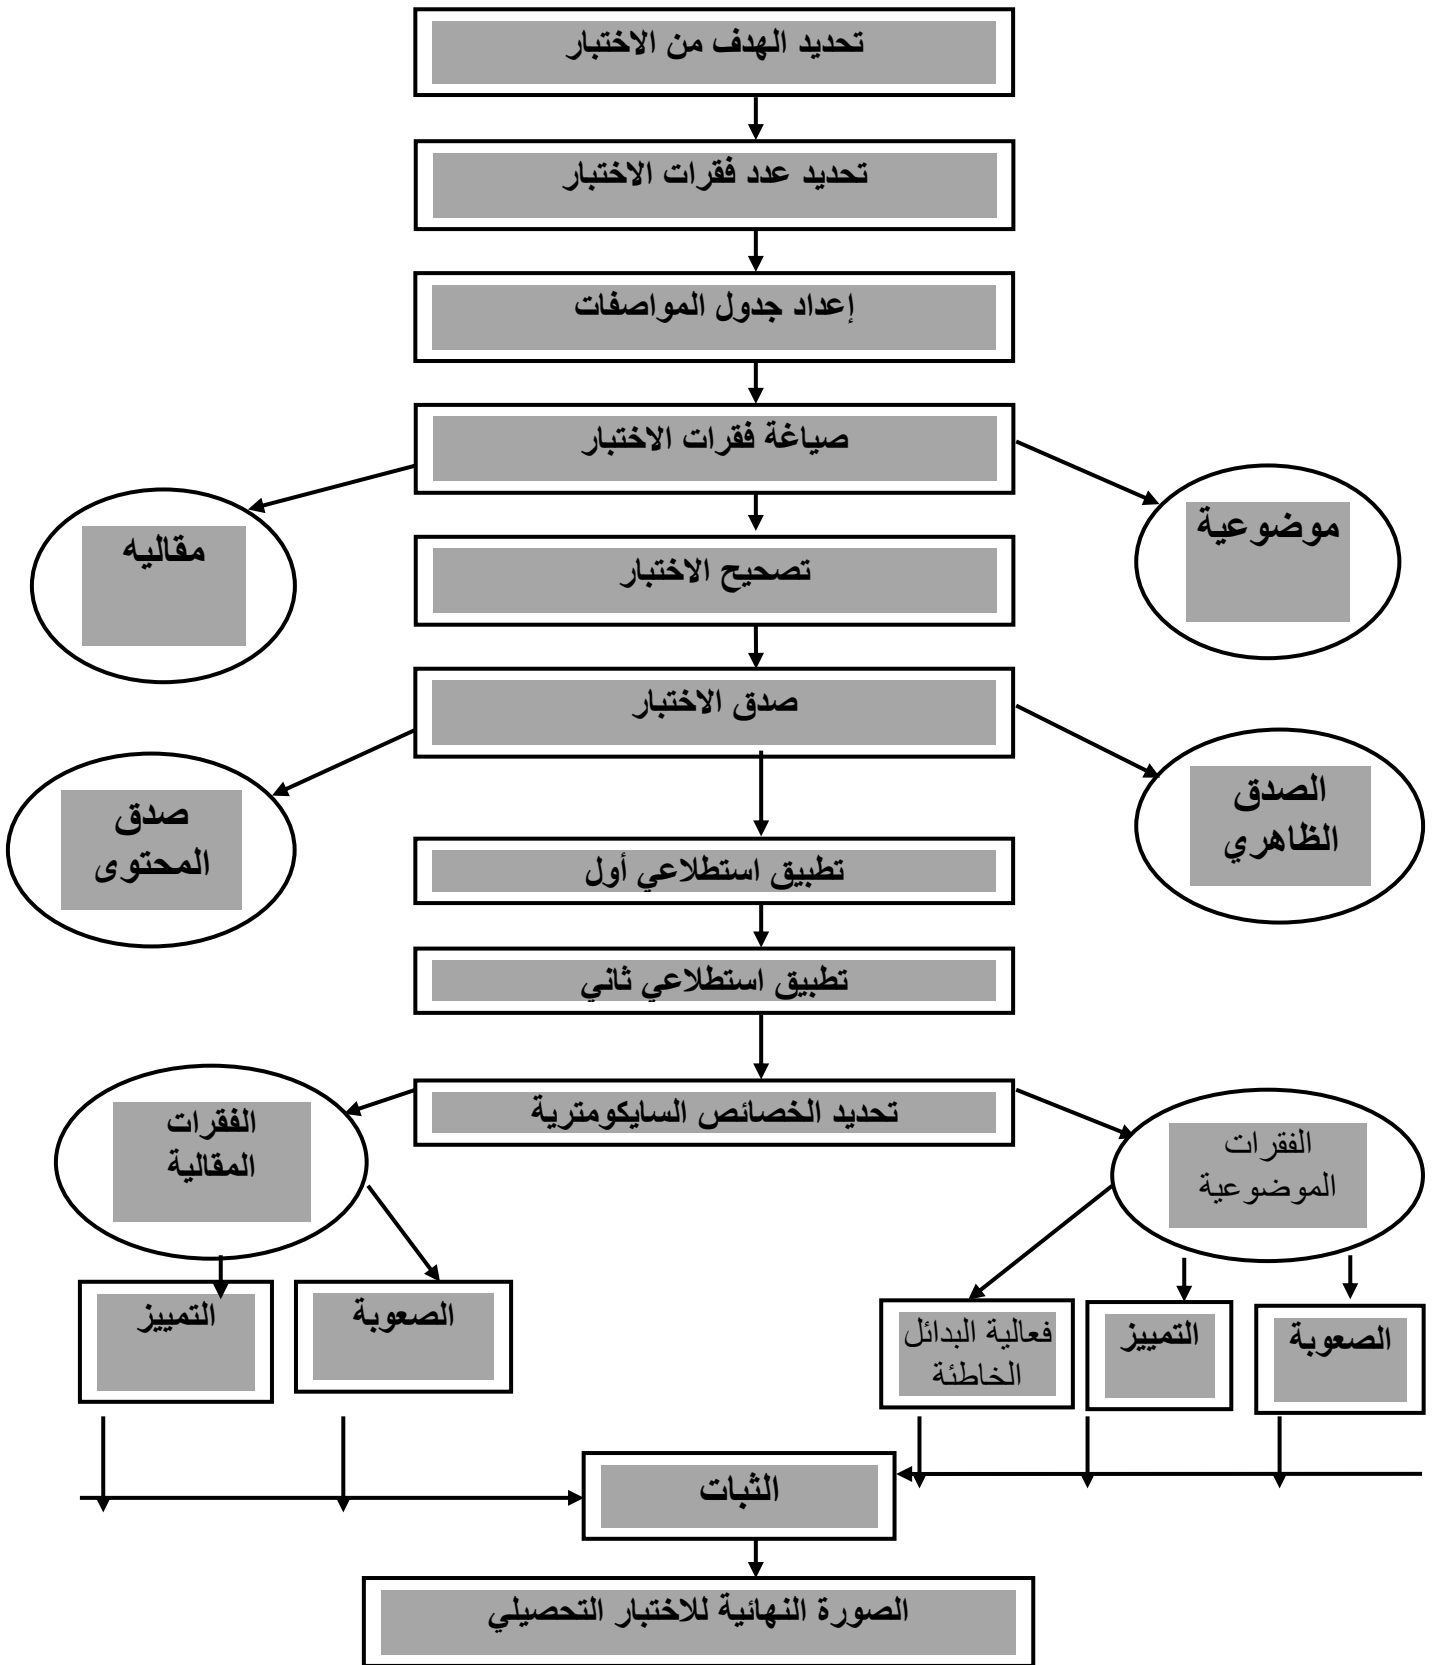 تحديد الهدف من الاختبار
تحديد عدد فقرات الاختبار
إعداد جدول المواصفات
صياغة فقرات الاختبار
موضوعية
مقاليه
تصحيح الاختبار
صدق الاختبار
الصدق
الظاهري
صدق
المحتوى
تطبيق استطلاعي أول
تطبيق استطلاعي ثاني
تحديد الخصائص السايكومترية
الفقرات
الموضوعية
الفقرات
المقالية
الصعوبة
التمييز
فعالية البدائل
الخاطئة
الصعوبة
التمييز
الثبات
الصورة النهائية للاختبار التحصيلي